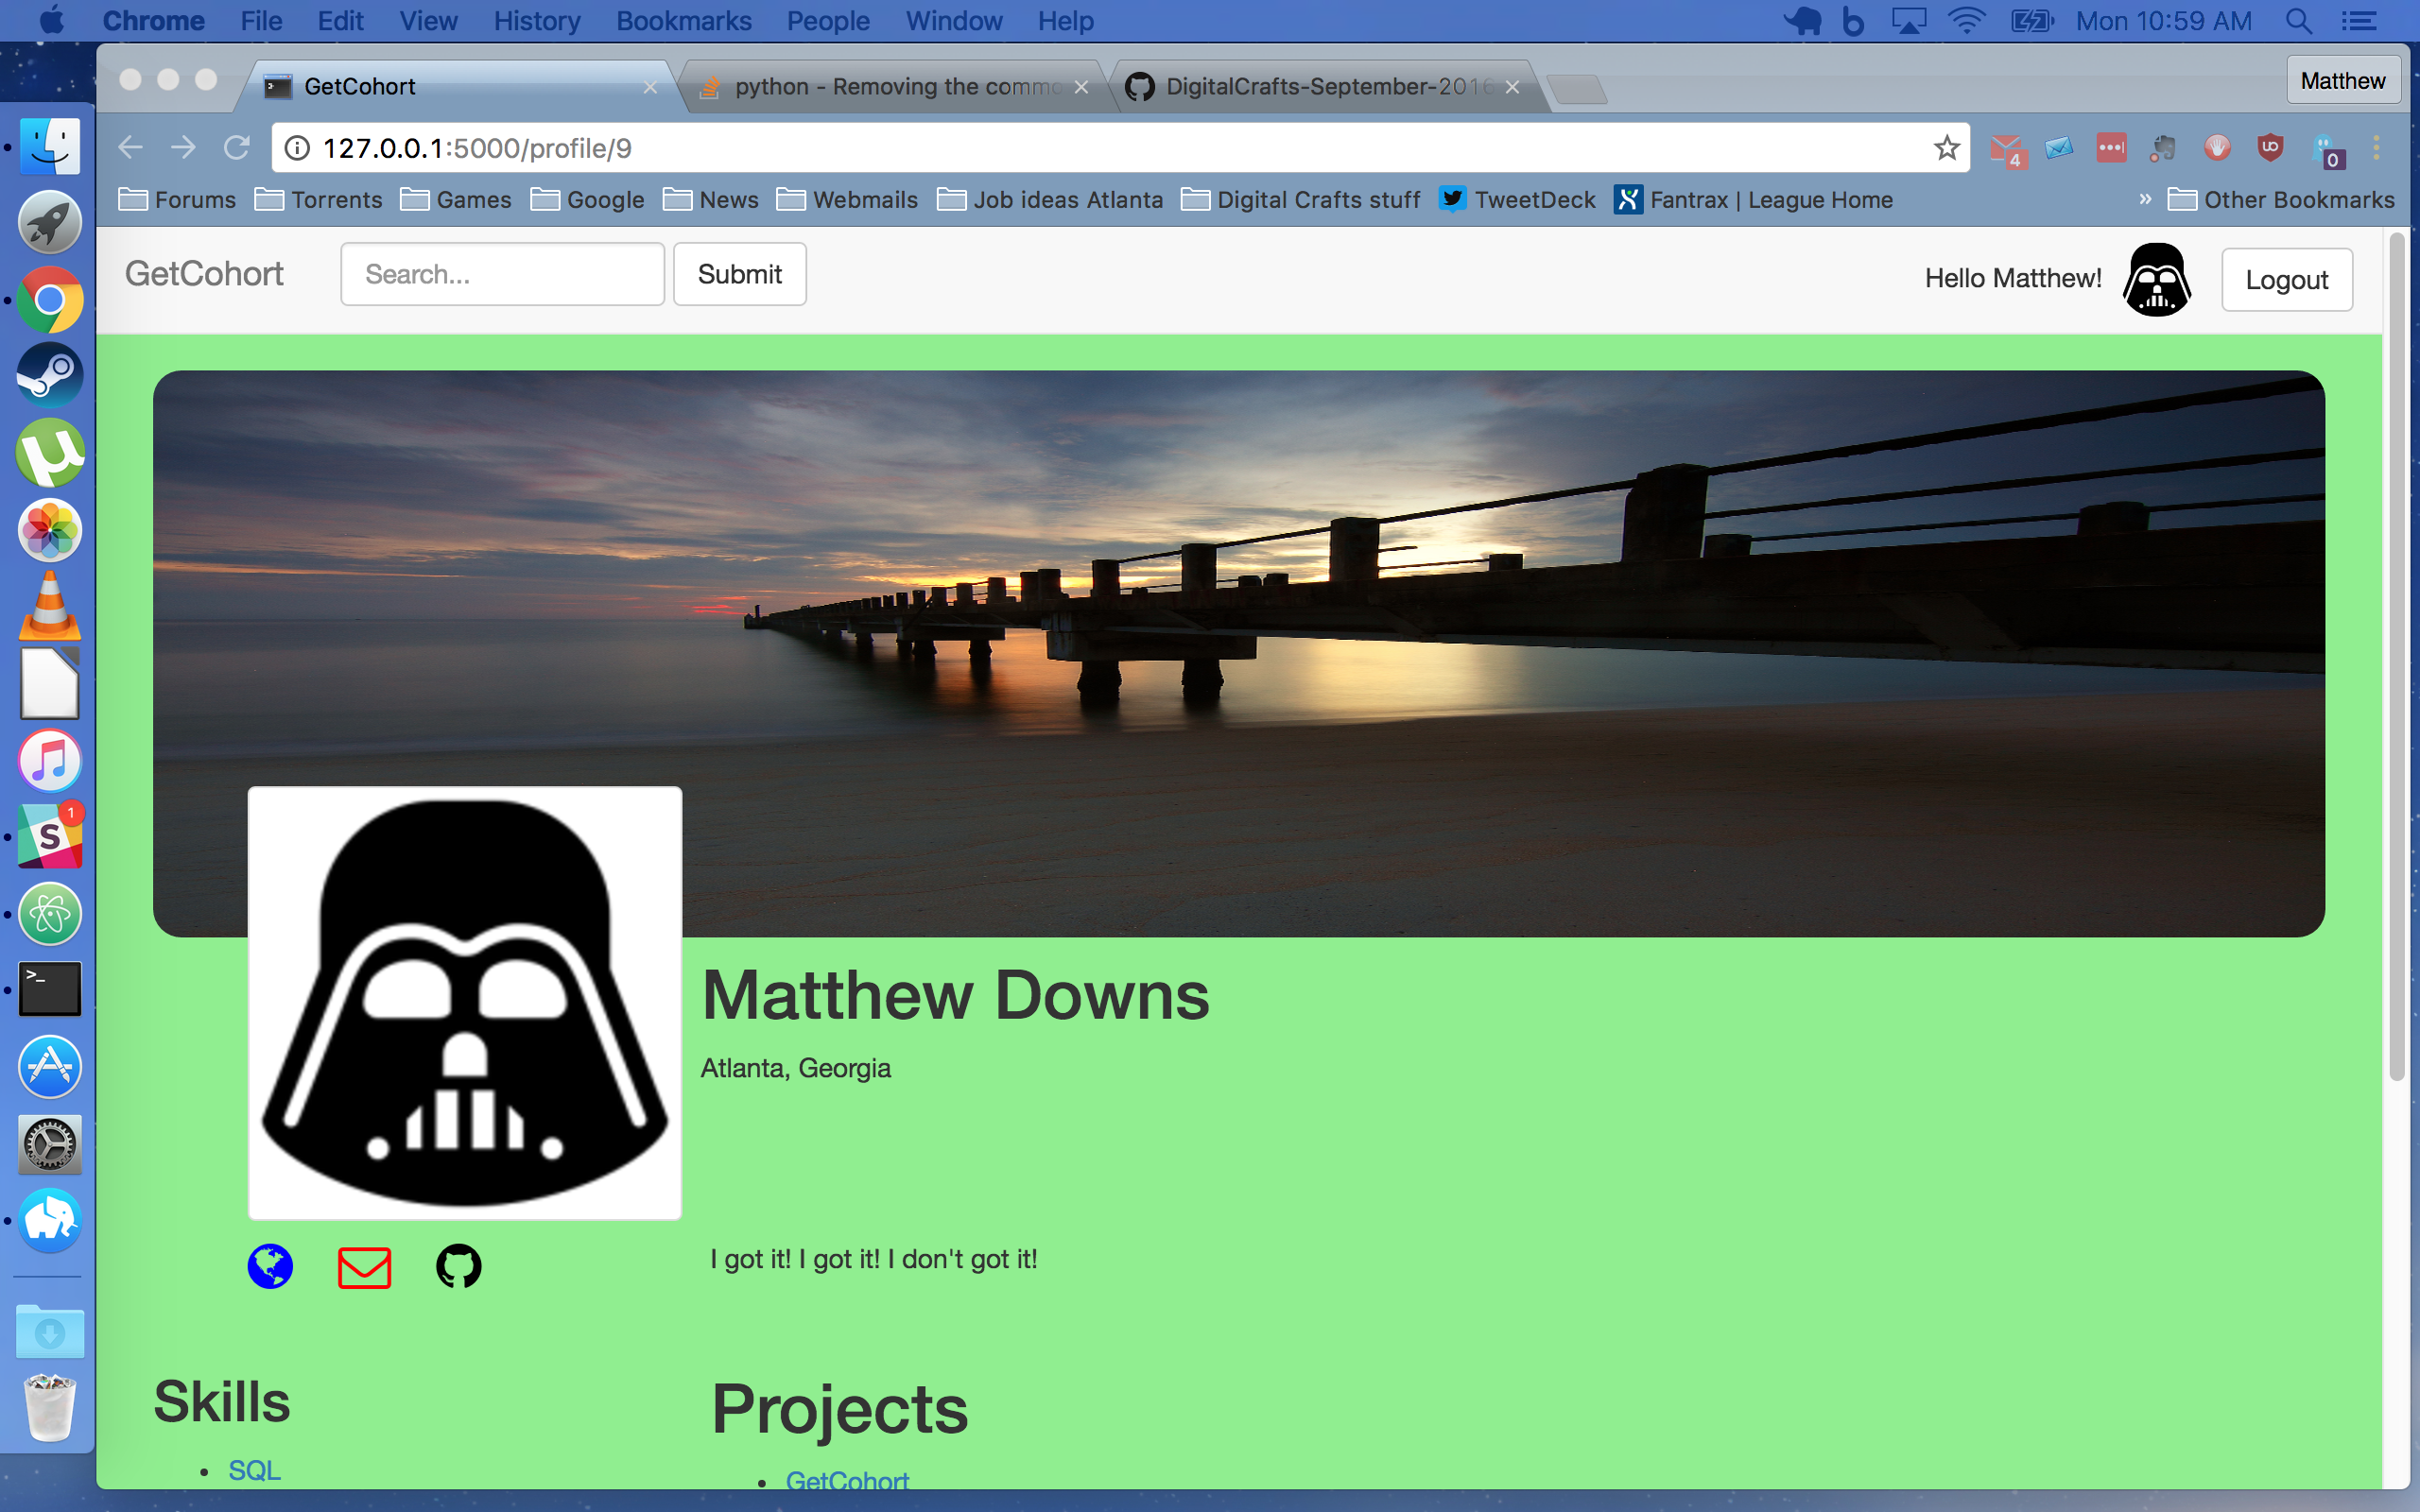 Chrome File Edit View History Bookmarks People Window Help Mon 10:59 AM
GetCohort python - Removing the commo DigitalCrafts-September-2016 Matthew
127.0.0.1:5000/profile/9 4 0
Forums Torrents Games Google News Webmails Job ideas Atlanta Digital Crafts stuff TweetDeck Fantrax | League Home » Other Bookmarks
GetCohort Search... Submit Hello Matthew! Logout
1
S
>_
Matthew Downs
Atlanta, Georgia
I got it! I got it! I don't got it!
Skills
Projects
• SQL
• GetCohort